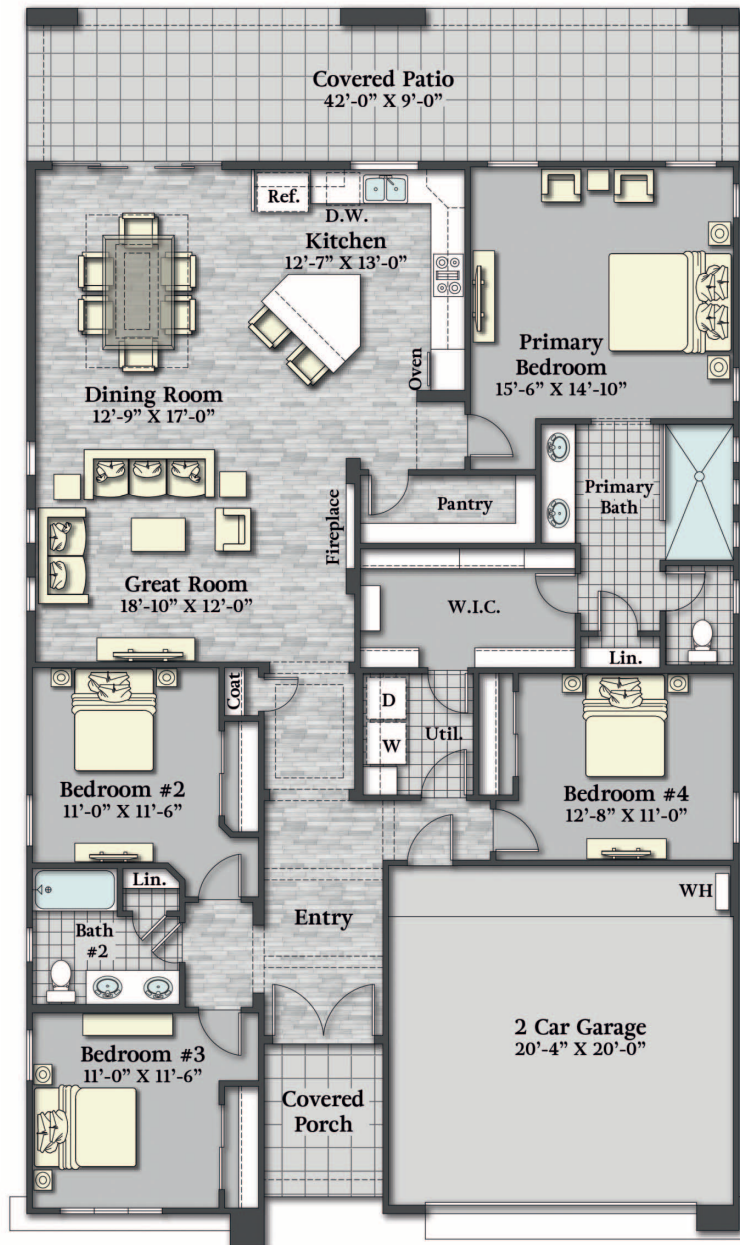 Covered Patio
42’-0” X 9’-0”
Ref.
D.W.
Kitchen
12’-7” X 13’-0”
Primary
Bedroom
15’-6” X 14’-10”
Oven
Dining Room
12’-9” X 17’-0”
Primary
Bath
Pantry
Fireplace
Great Room
18’-10” X 12’-0”
W.I.C.
Lin.
Coat
D
W
Util.
Bedroom #2
11’-0” X 11’-6”
Bedroom #4
12’-8” X 11’-0”
Lin.
WH
Bath
#2
Entry
2 Car Garage
20’-4” X 20’-0”
Bedroom #3
11’-0” X 11’-6”
Covered
Porch